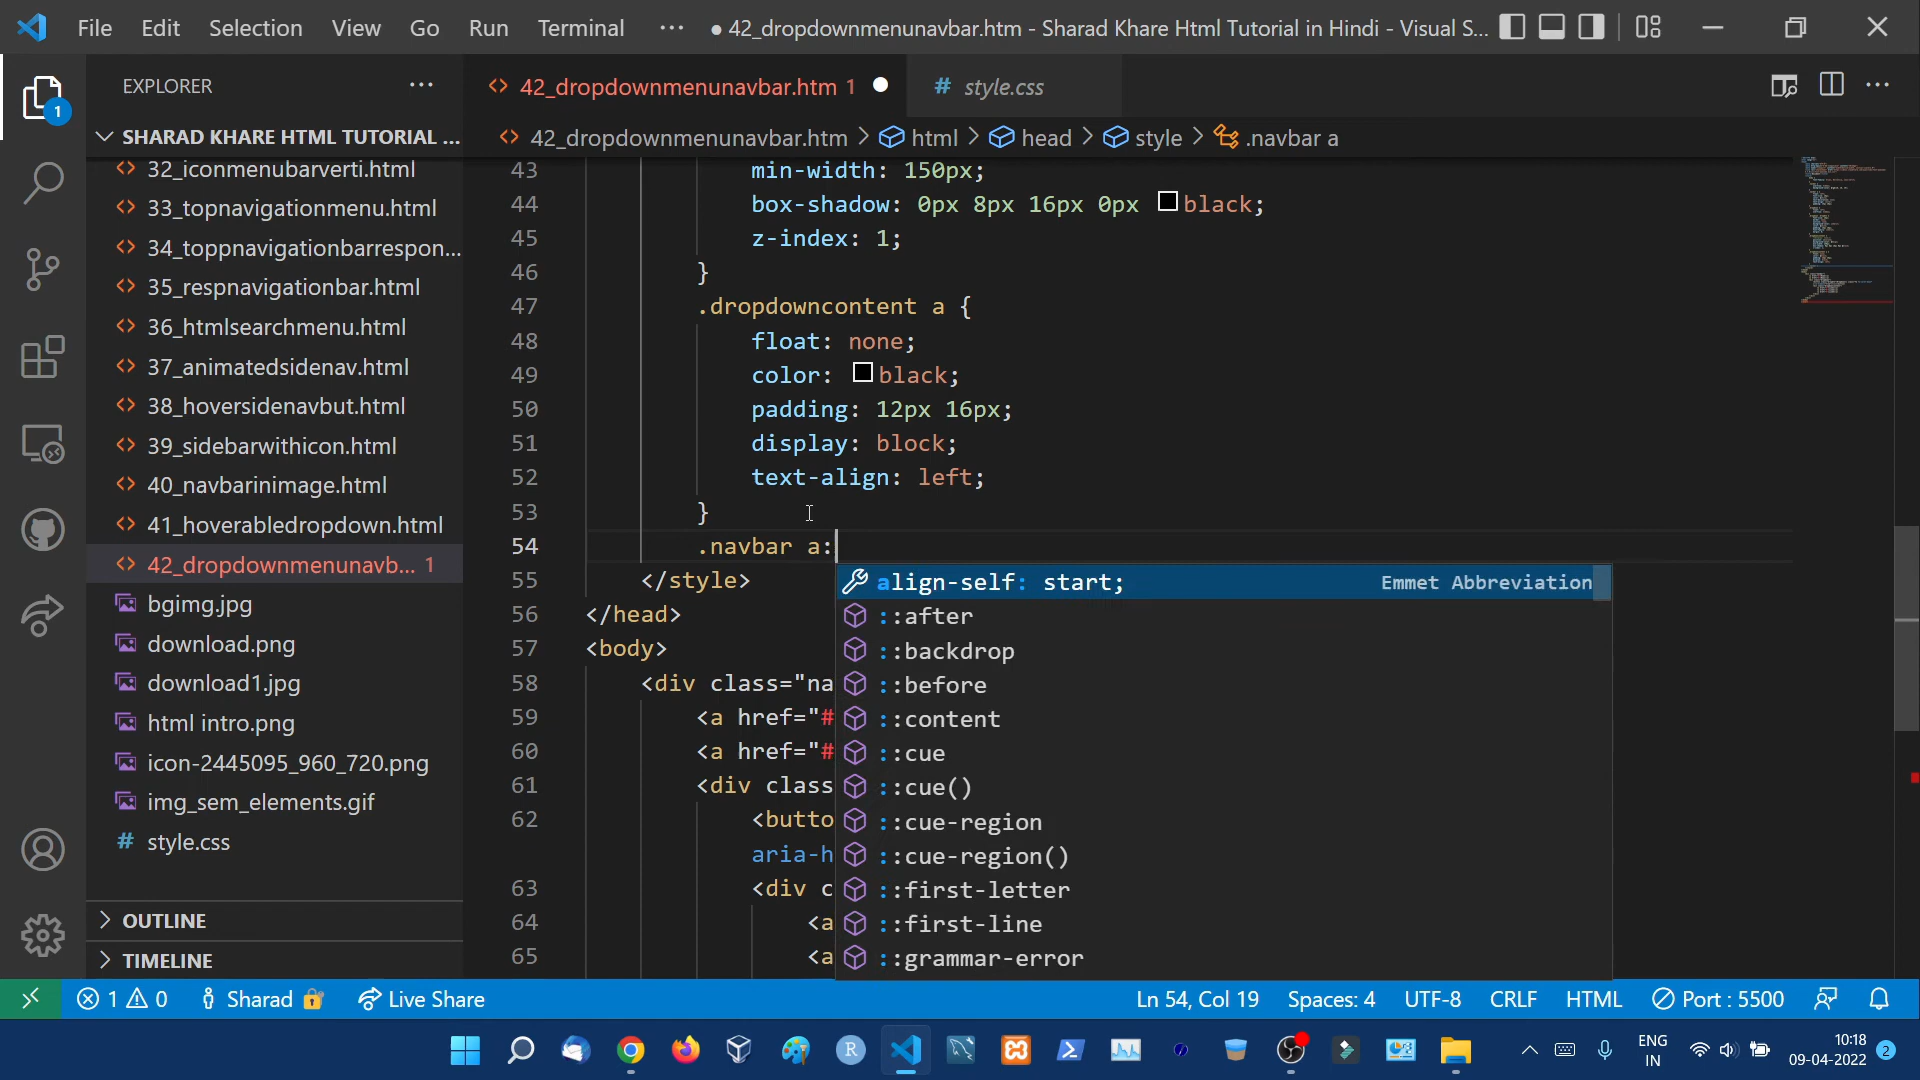 File Edit Selection View Go Run Terminal ··· ● 42_dropdownmenunavbar.htm - Sharad Khare Html Tutorial in Hindi - Visual S...
EXPLORER ···
<> 42_dropdownmenunavbar.htm 1 ●
# style.css
SHARAD KHARE HTML TUTORIAL ...
<> 42_dropdownmenunavbar.htm > html > head > style > .navbar a
<> 32_iconmenubarverti.html
<> 33_topnavigationmenu.html
<> 34_toppnavigationbarrespon...
<> 35_respnavigationbar.html
<> 36_htmlsearchmenu.html
<> 37_animatedsidenav.html
<> 38_hoversidenavbut.html
<> 39_sidebarwithicon.html
<> 40_navbarinimage.html
<> 41_hoverabledropdown.html
<> 42_dropdownmenunavb... 1
bgimg.jpg
download.png
download1.jpg
html intro.png
icon-2445095_960_720.png
img_sem_elements.gif
# style.css
OUTLINE
TIMELINE
43 min-width: 150px;
44 box-shadow: 0px 8px 16px 0px black;
45 z-index: 1;
46 }
47 .dropdowncontent a {
48 float: none;
49 color: black;
50 padding: 12px 16px;
51 display: block;
52 text-align: left;
53 }
54 .navbar a:
55 </style>
56 </head>
57 <body>
58 <div class="na
59 <a href="#
60 <a href="#
61 <div class
62 <butto
aria-h
63 <div c
64 <a
65 <a
align-self: start; Emmet Abbreviation
::after
::backdrop
::before
::content
::cue
::cue()
::cue-region
::cue-region()
::first-letter
::first-line
::grammar-error
1
1 0 Sharad Live Share Ln 54, Col 19 Spaces: 4 UTF-8 CRLF HTML Port : 5500
R
ENG
IN
10:18
09-04-2022
2